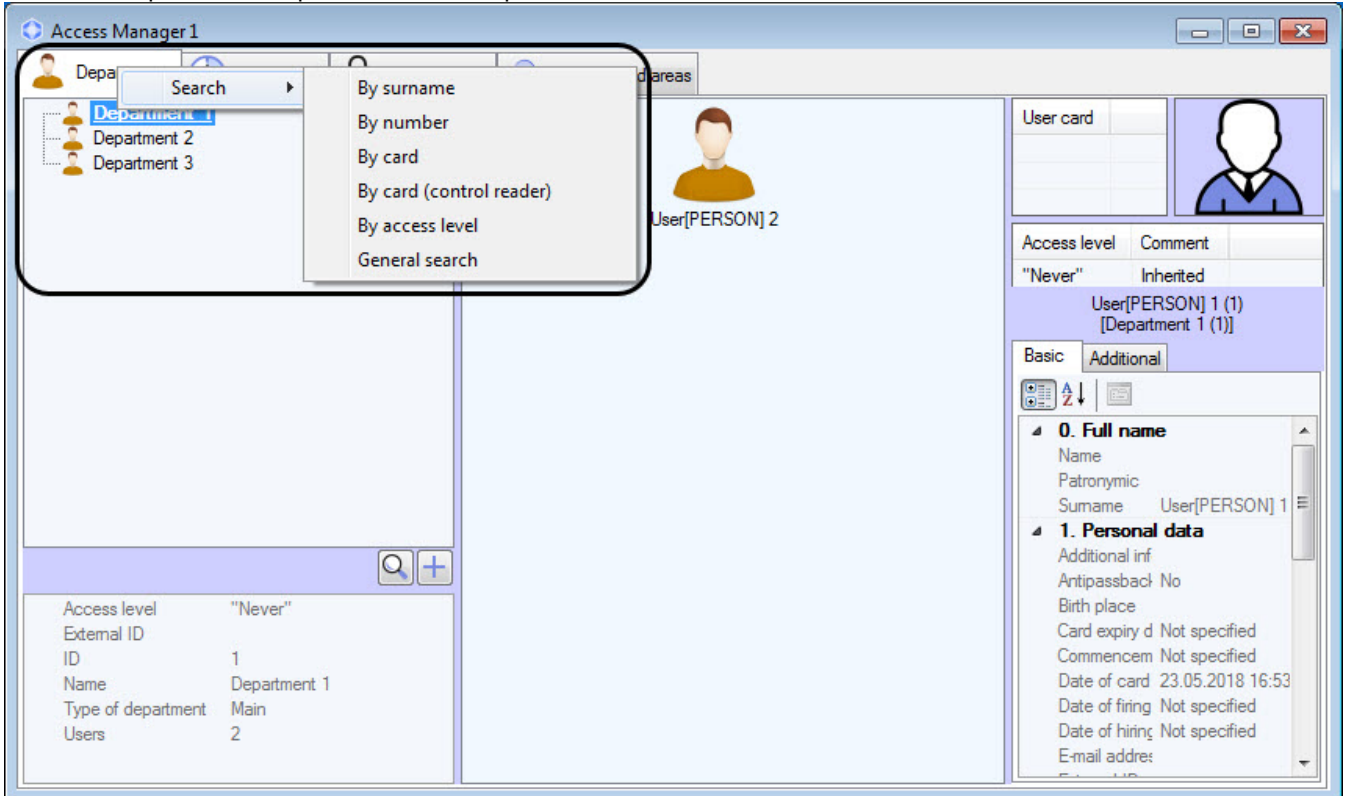 Access Manager 1
Depa
d areas
Search
By surname
By number
By card
By card (control reader)
By access level
General search
Department 1
Department 2
Department 3
User[PERSON] 2
User card
Access level Comment
"Never" Inherited
User[PERSON] 1 (1)
[Department 1 (1)]
Basic Additional
0. Full name
Name
Patronymic
Surname User[PERSON] 1
1. Personal data
Additional inf
Antipassback No
Birth place
Card expiry d Not specified
Commencem Not specified
Date of card 23.05.2018 16:53
Date of firing Not specified
Date of hiring Not specified
E-mail addres
Access level "Never"
External ID
ID 1
Name Department 1
Type of department Main
Users 2